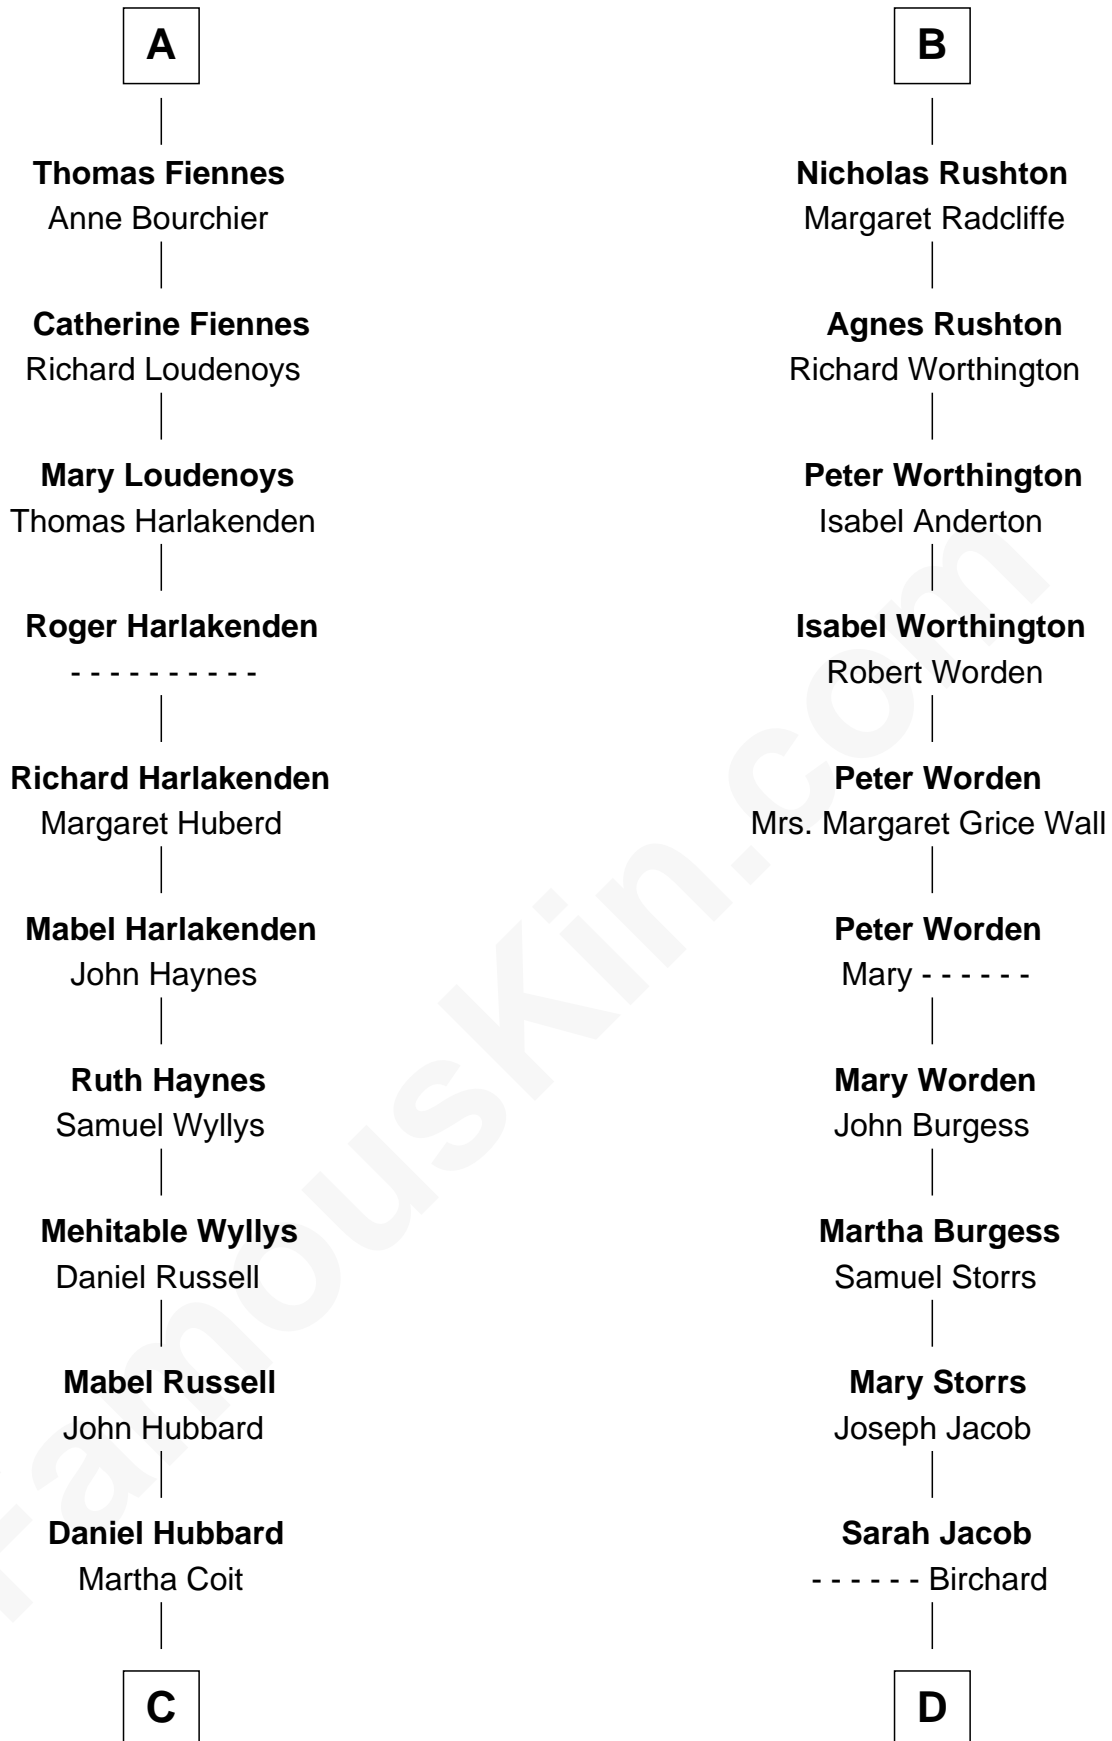 A
Thomas Fiennes
Anne Bourchier
Catherine Fiennes
Richard Loudenoys
Mary Loudenoys
Thomas Harlakenden
Roger Harlakenden
- - - - - - - - - -
Richard Harlakenden
Margaret Huberd
Mabel Harlakenden
John Haynes
Ruth Haynes
Samuel Wyllys
Mehitable Wyllys
Daniel Russell
Mabel Russell
John Hubbard
Daniel Hubbard
Martha Coit
C
B
Nicholas Rushton
Margaret Radcliffe
Agnes Rushton
Richard Worthington
Peter Worthington
Isabel Anderton
Isabel Worthington
Robert Worden
Peter Worden
Mrs. Margaret Grice Wall
Peter Worden
Mary - - - - - -
Mary Worden
John Burgess
Martha Burgess
Samuel Storrs
Mary Storrs
Joseph Jacob
Sarah Jacob
- - - - - - Birchard
D
FamousKin.com